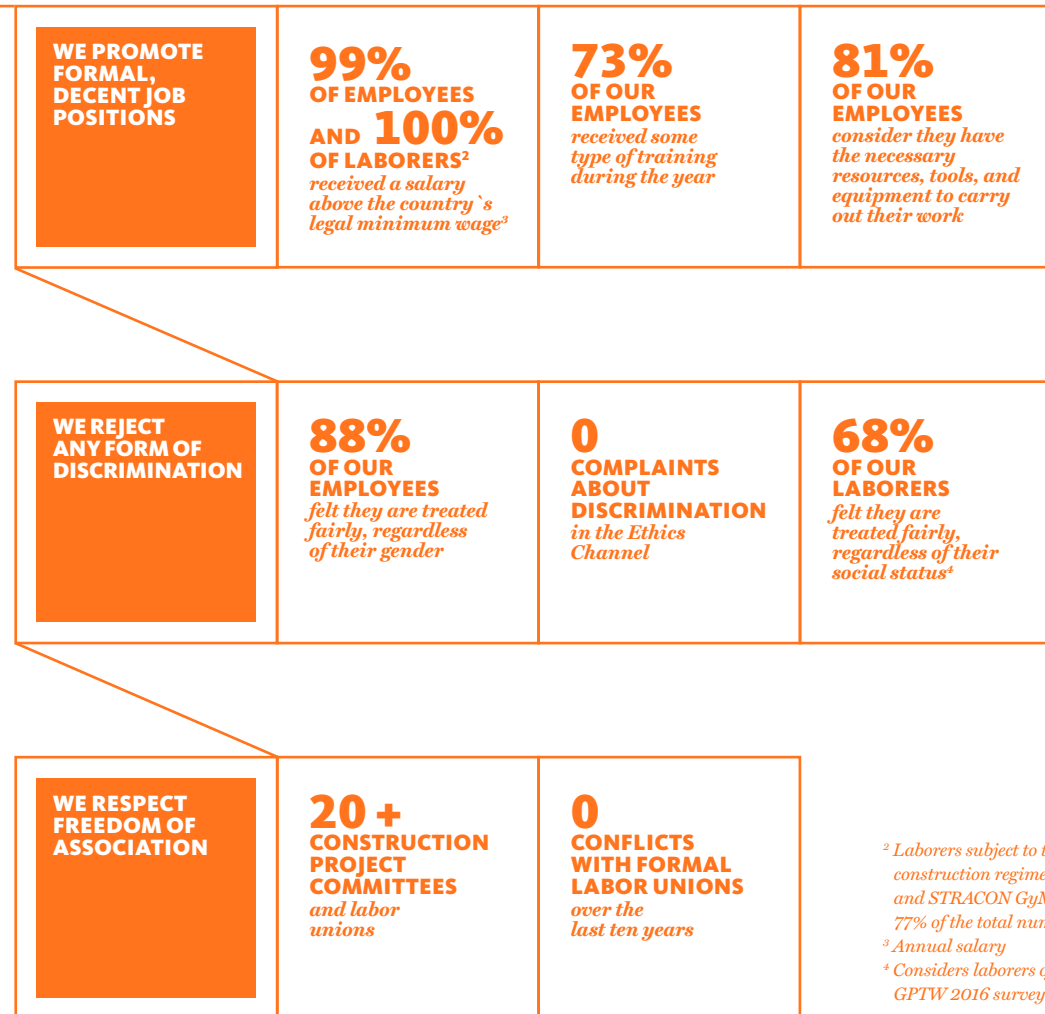 WE PROMOTE
FORMAL,
DECENT JOB
POSITIONS
99%
OF EMPLOYEES
AND 100%
OF LABORERS²
received a salary
above the country`s
legal minimum wage³
73%
OF OUR
EMPLOYEES
received some
type of training
during the year
81%
OF OUR
EMPLOYEES
consider they have
the necessary
resources, tools, and
equipment to carry
out their work
WE REJECT
ANY FORM OF
DISCRIMINATION
88%
OF OUR
EMPLOYEES
felt they are treated
fairly, regardless
of their gender
0
COMPLAINTS
ABOUT
DISCRIMINATION
in the Ethics
Channel
68%
OF OUR
LABORERS
felt they are
treated fairly,
regardless of their
social status⁴
WE RESPECT
FREEDOM OF
ASSOCIATION
20 +
CONSTRUCTION
PROJECT
COMMITTEES
and labor
unions
0
CONFLICTS
WITH FORMAL
LABOR UNIONS
over the
last ten years
² Laborers subject to
construction regime
and STRACON
77% of the total
³ Annual salary
⁴ Considers laborers
GPTW 2016 survey